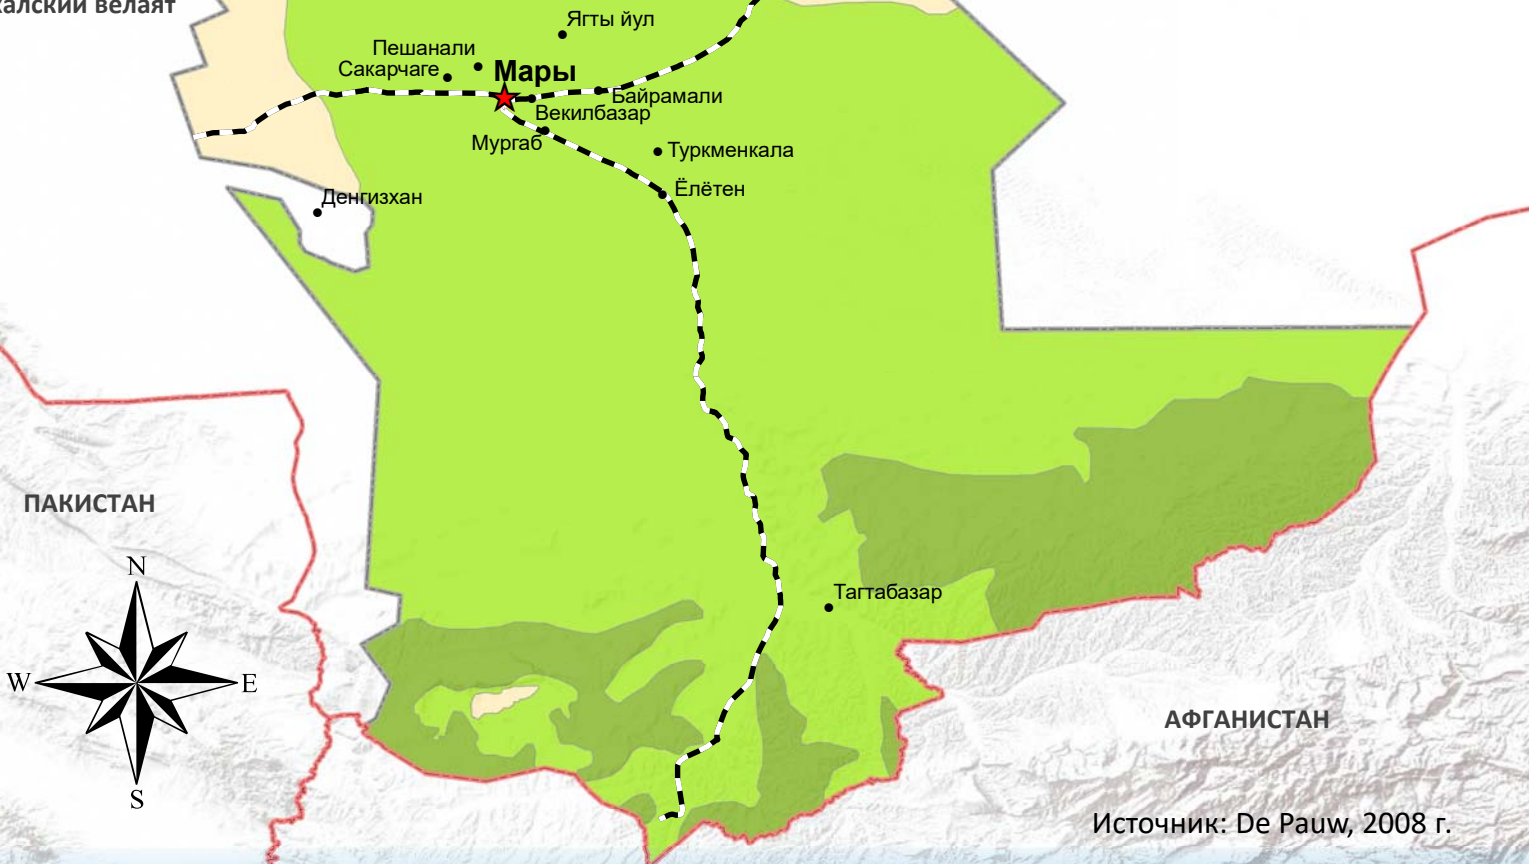 велаят
Ягты йул
Пешанали
Сакарчаге
Мары
Байрамали
Векилбазар
Мургаб
Туркменкала
Ёлётен
Денгизхан
ПАКИСТАН
N
W
E
S
Тагтабазар
АФГАНИСТАН
Источник: De Pauw, 2008 г.